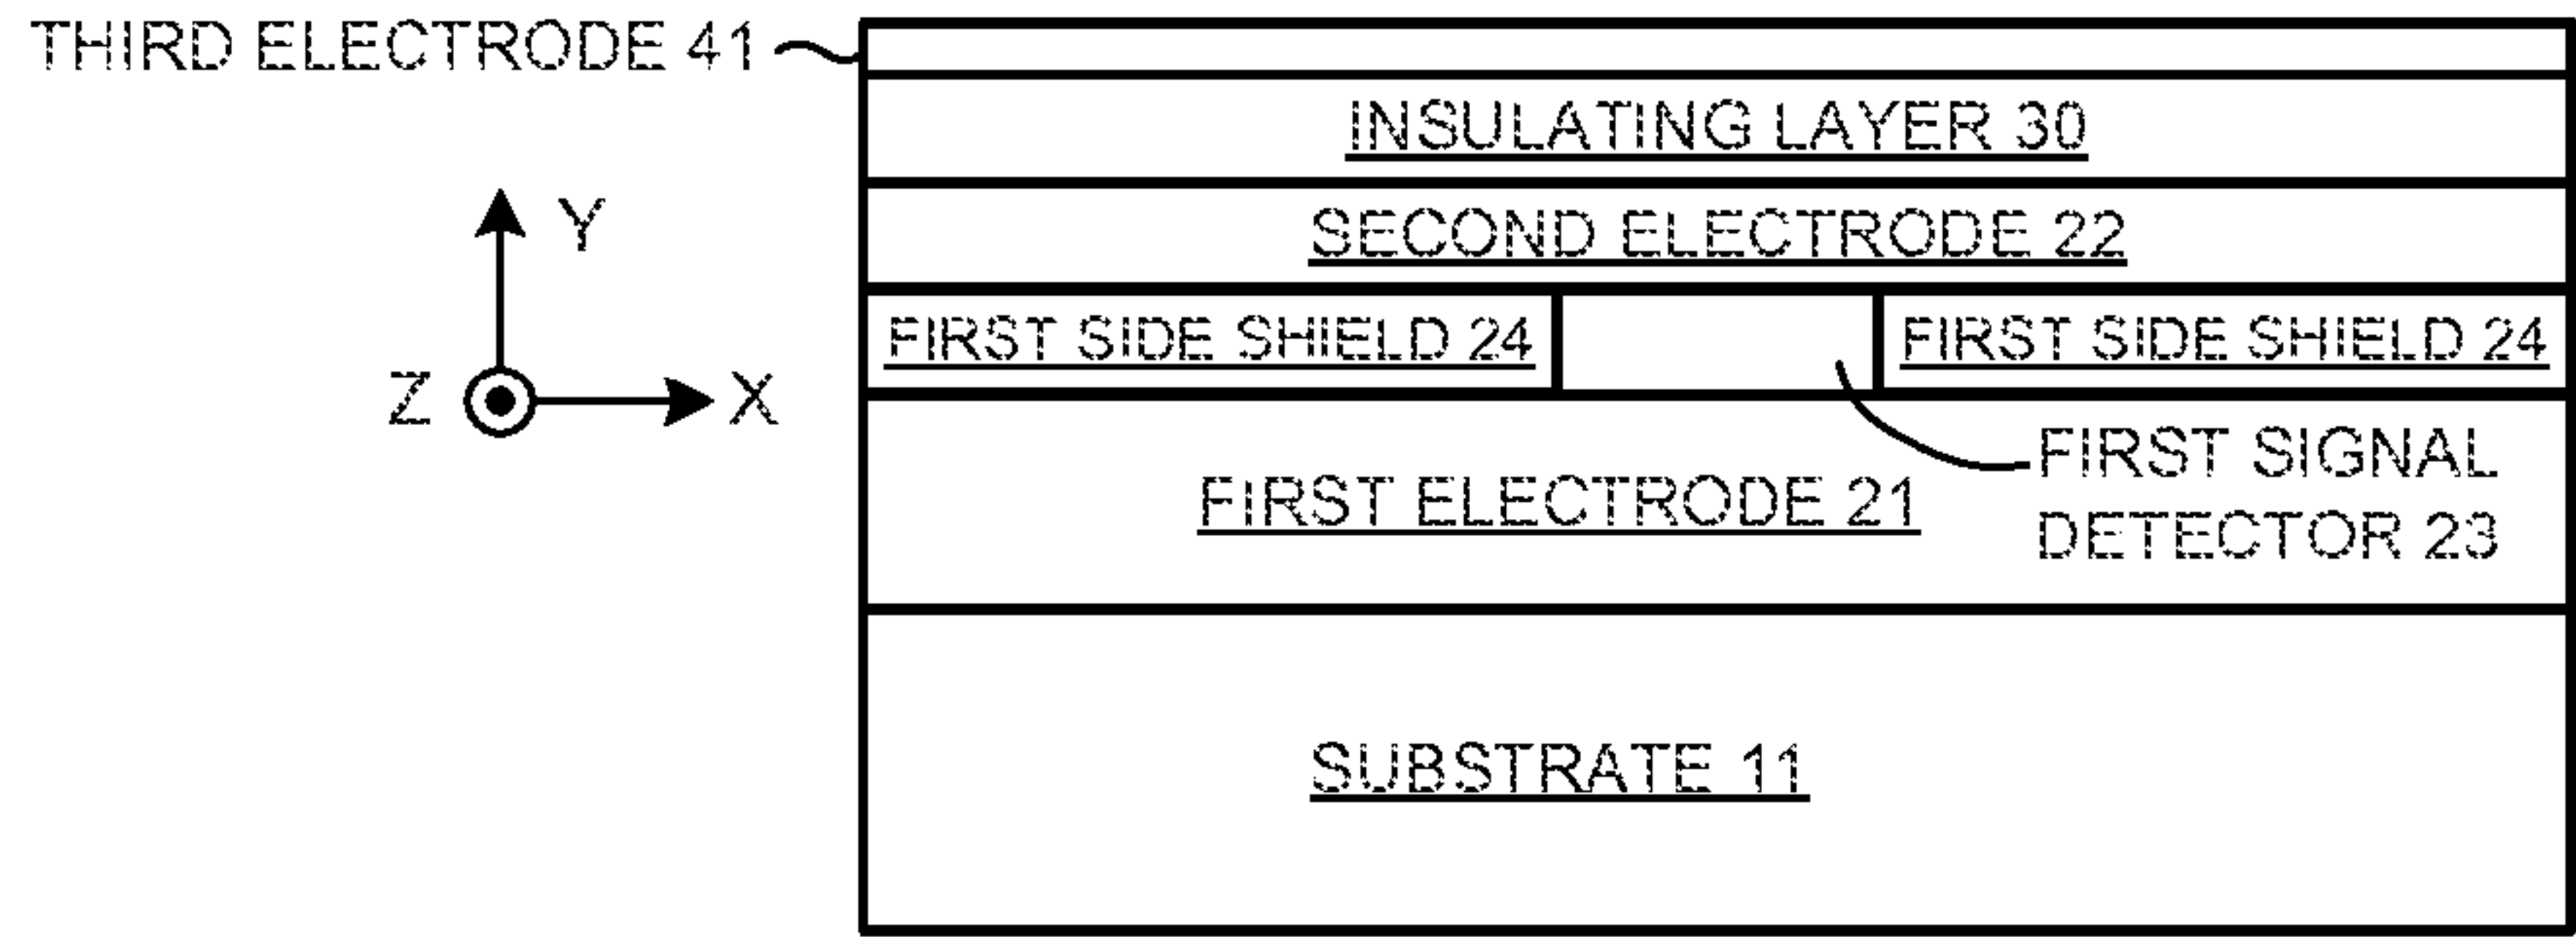 THIRD ELECTRODE 41
INSULATING LAYER 30
Y
SECOND ELECTRODE 22
FIRST SIDE SHIELD 24
FIRST SIDE SHIELD 24
Z
X
FIRST SIGNAL
DETECTOR 23
FIRST ELECTRODE 21
SUBSTRATE 11